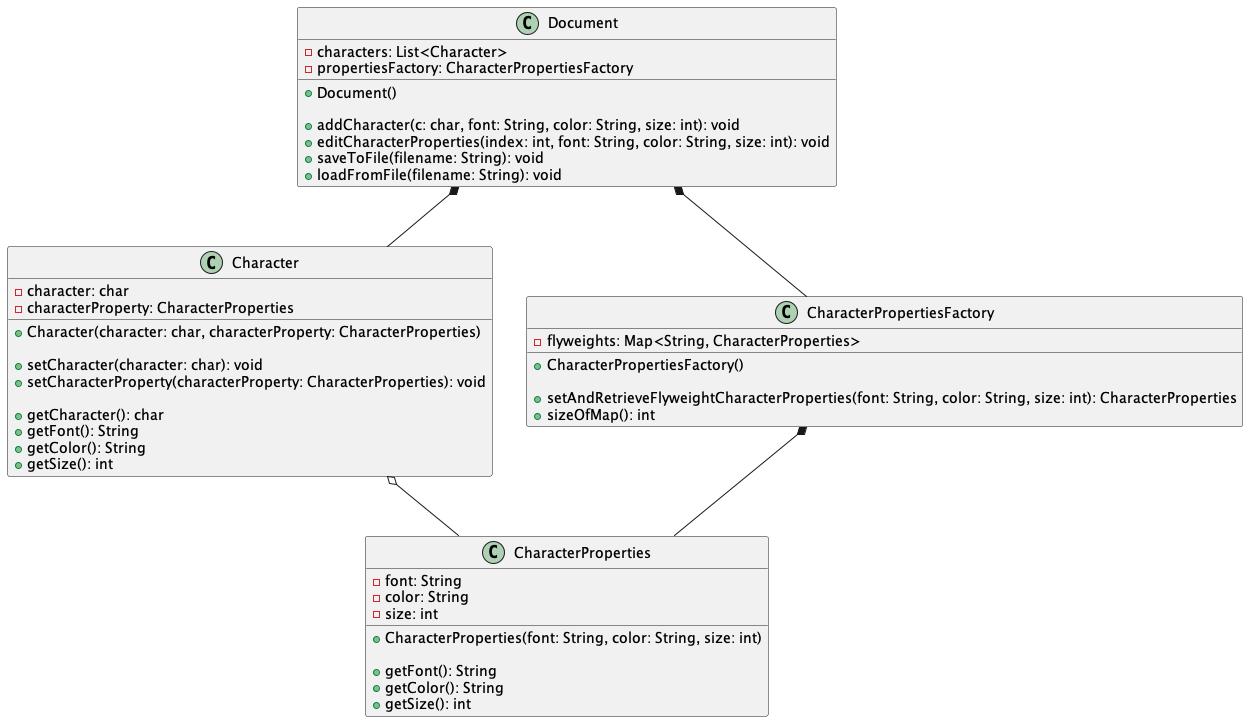 C Document
characters: List<Character>
propertiesFactory: CharacterPropertiesFactory
Document()
addCharacter(c: char, font: String, color: String, size: int): void
editCharacterProperties(index: int, font: String, color: String, size: int): void
saveToFile(filename: String): void
loadFromFile(filename: String): void
C Character
character: char
characterProperty: CharacterProperties
Character(character: char, characterProperty: CharacterProperties)
setCharacter(character: char): void
setCharacterProperty(characterProperty: CharacterProperties): void
getCharacter(): char
getFont(): String
getColor(): String
getSize(): int
C CharacterPropertiesFactory
flyweights: Map<String, CharacterProperties>
CharacterPropertiesFactory()
setAndRetrieveFlyweightCharacterProperties(font: String, color: String, size: int): CharacterProperties
sizeOfMap(): int
C CharacterProperties
font: String
color: String
size: int
CharacterProperties(font: String, color: String, size: int)
getFont(): String
getColor(): String
getSize(): int